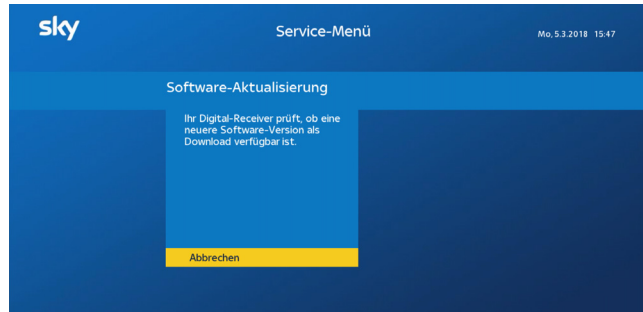 sky
Service-Menü
Mo, 5.3.2018 15:47
Software-Aktualisierung
Ihr Digital-Receiver prüft, ob eine
neuere Software-Version als
Download verfügbar ist.
Abbrechen